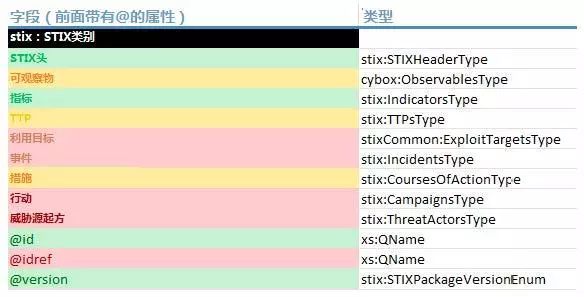 字段（前面带有@的属性） 类型
stix：STIX类别
STIX头 stix:STIXHeaderType
可观察物 cybox:ObservablesType
指标 stix:IndicatorsType
TTP stix:TTPsType
利用目标 stixCommon:ExploitTargetsType
事件 stix:IncidentsType
措施 stix:CoursesOfActionType
行动 stix:CampaignsType
威胁源起方 stix:ThreatActorsType
@id xs:QName
@idref xs:QName
@version stix:STIXPackageVersionEnum